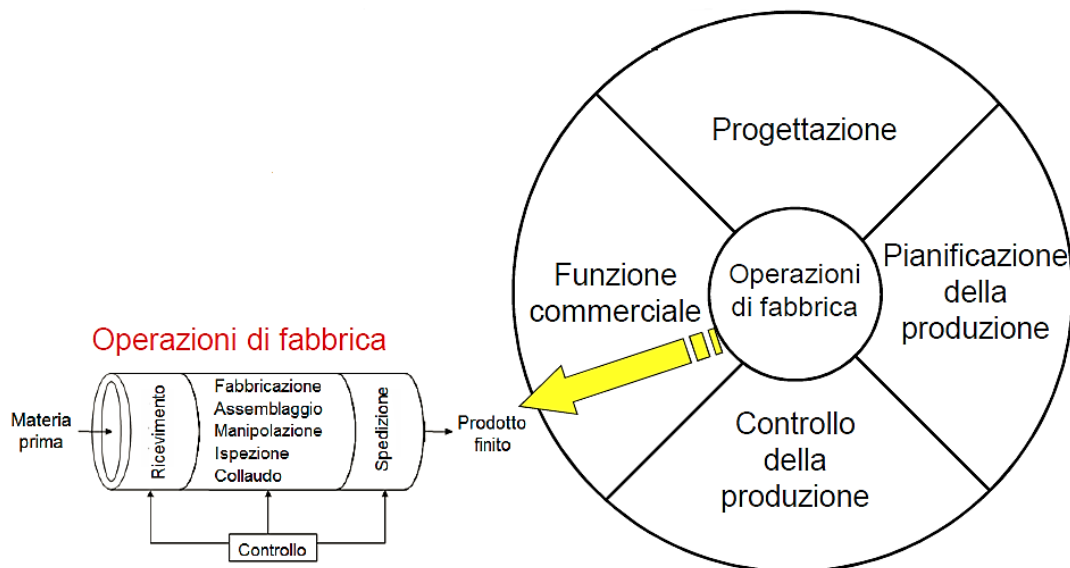 Progettazione
Funzione
commerciale
Operazioni
di fabbrica
Pianificazione
della
produzione
Controllo
della
produzione
Operazioni di fabbrica
Materia
prima
Ricevimento
Fabbricazione
Assemblaggio
Manipolazione
Ispezione
Collaudo
Spedizione
Prodotto
finito
Controllo